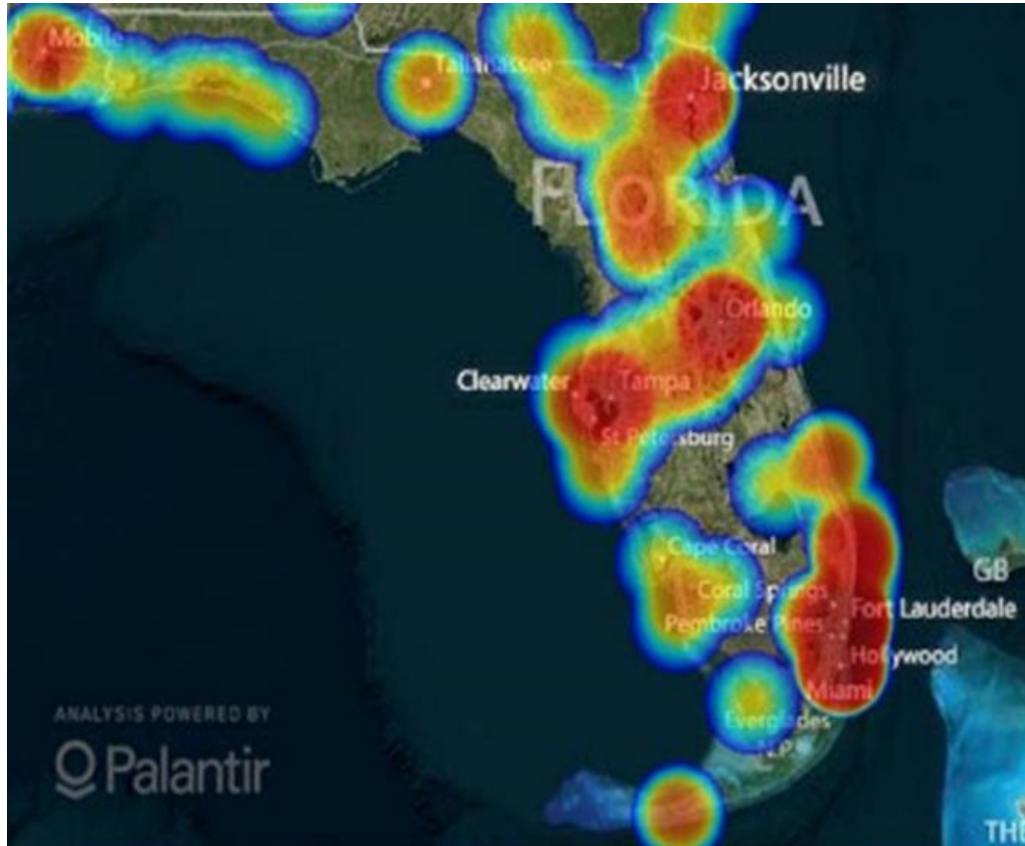 Mobile
Tallahassee
Jacksonville
FLORIDA
Orlando
Clearwater
Tampa
St Petersburg
Cape Coral
GB
Coral Springs
Fort Lauderdale
Pembroke Pines
Hollywood
Miami
ANALYSIS POWERED BY
Everglades
N.P.
Palantir
TH